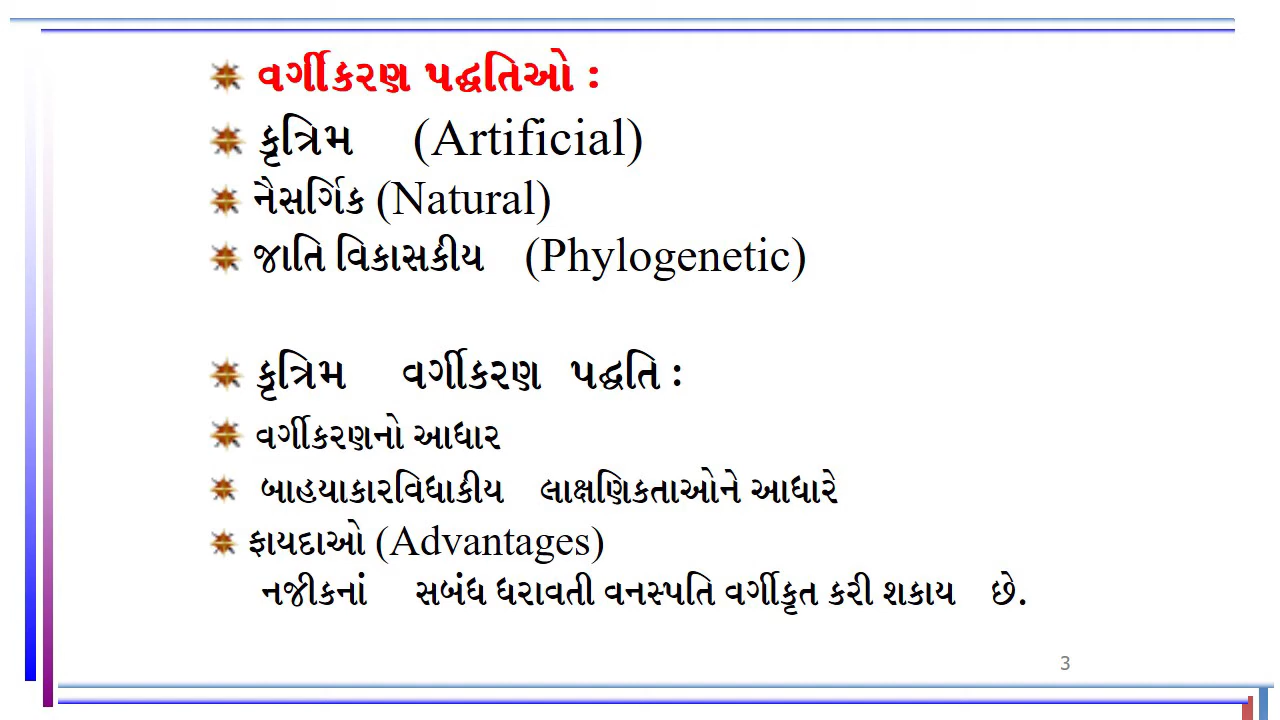 વર્ગીકરણ પદ્ધતિઓ :
કૃત્રિમ (Artificial)
નૈસર્ગિક (Natural)
જાતિ વિકાસકીય (Phylogenetic)
કૃત્રિમ વર્ગીકરણ પદ્ધતિ :
વર્ગીકરણનો આધાર
બાહયાકારવિધાકીય લાક્ષણિકતાઓને આધારે
ફાયદાઓ (Advantages)
નજીકનાં સબંધ ધરાવતી વનસ્પતિ વર્ગીકૃત કરી શકાય છે.
3